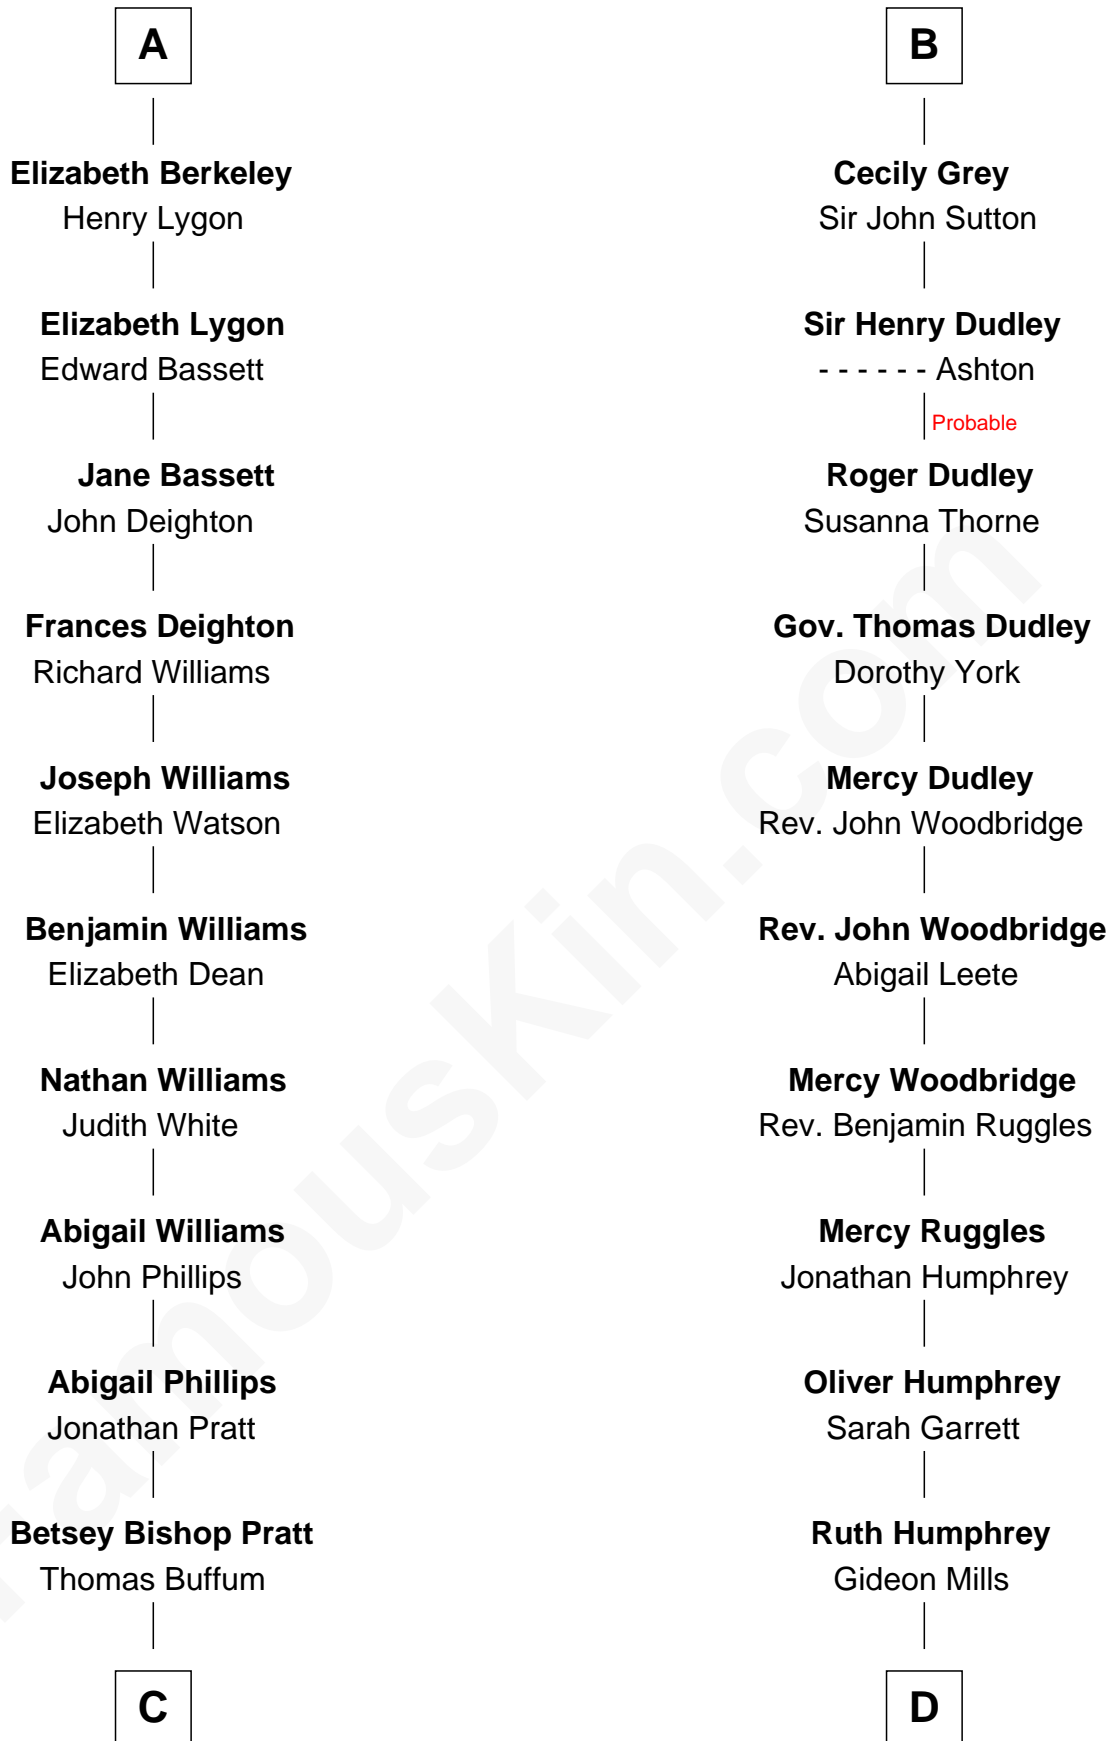 A
Elizabeth Berkeley
Henry Lygon
Elizabeth Lygon
Edward Bassett
Jane Bassett
John Deighton
Frances Deighton
Richard Williams
Joseph Williams
Elizabeth Watson
Benjamin Williams
Elizabeth Dean
Nathan Williams
Judith White
Abigail Williams
John Phillips
Abigail Phillips
Jonathan Pratt
Betsey Bishop Pratt
Thomas Buffum
C
B
Cecily Grey
Sir John Sutton
Sir Henry Dudley
- - - - - - Ashton
Probable
Roger Dudley
Susanna Thorne
Gov. Thomas Dudley
Dorothy York
Mercy Dudley
Rev. John Woodbridge
Rev. John Woodbridge
Abigail Leete
Mercy Woodbridge
Rev. Benjamin Ruggles
Mercy Ruggles
Jonathan Humphrey
Oliver Humphrey
Sarah Garrett
Ruth Humphrey
Gideon Mills
D
FamousKin.com